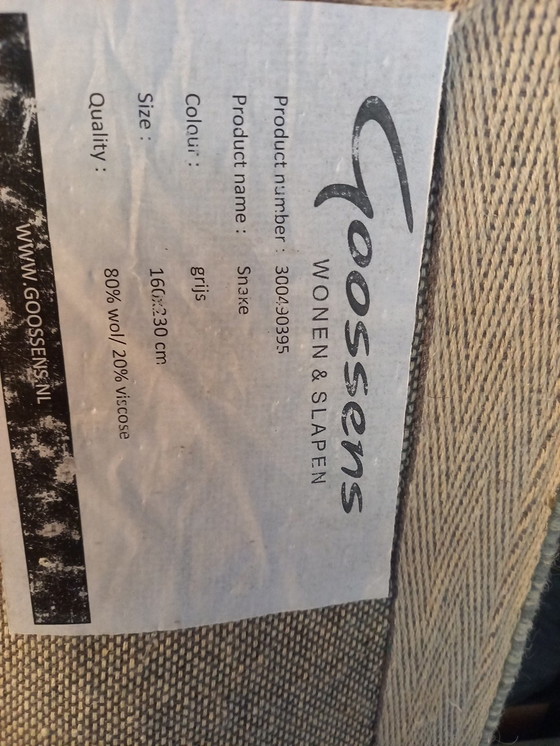 Goossens
WONEN & SLAPEN
Product number : 300490395
Product name : Snake
Colour : grijs
Size : 160x230 cm
Quality : 80% wol/ 20% viscose
WWW.GOOSSENS.NL